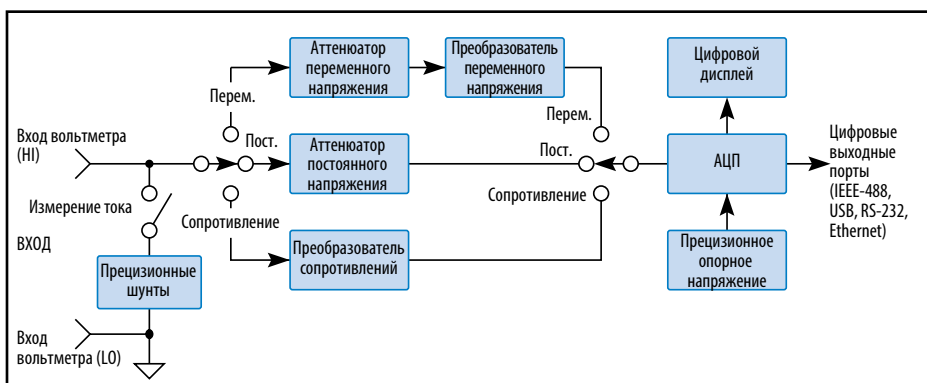 Аттенюатор
переменного
напряжения
Преобразователь
переменного
напряжения
Цифровой
дисплей
Перем.
Перем.
Вход вольтметра
(HI)
Пост.
Аттенюатор
постоянного
напряжения
Пост.
АЦП
Цифровые
выходные
порты
(IEEE-488,
USB, RS-232,
Ethernet)
Измерение тока
Сопротивление
Сопротивление
ВХОД
Преобразователь
сопротивлений
Прецизионное
опорное
напряжение
Прецизионные
шунты
Вход
вольтметра (LO)